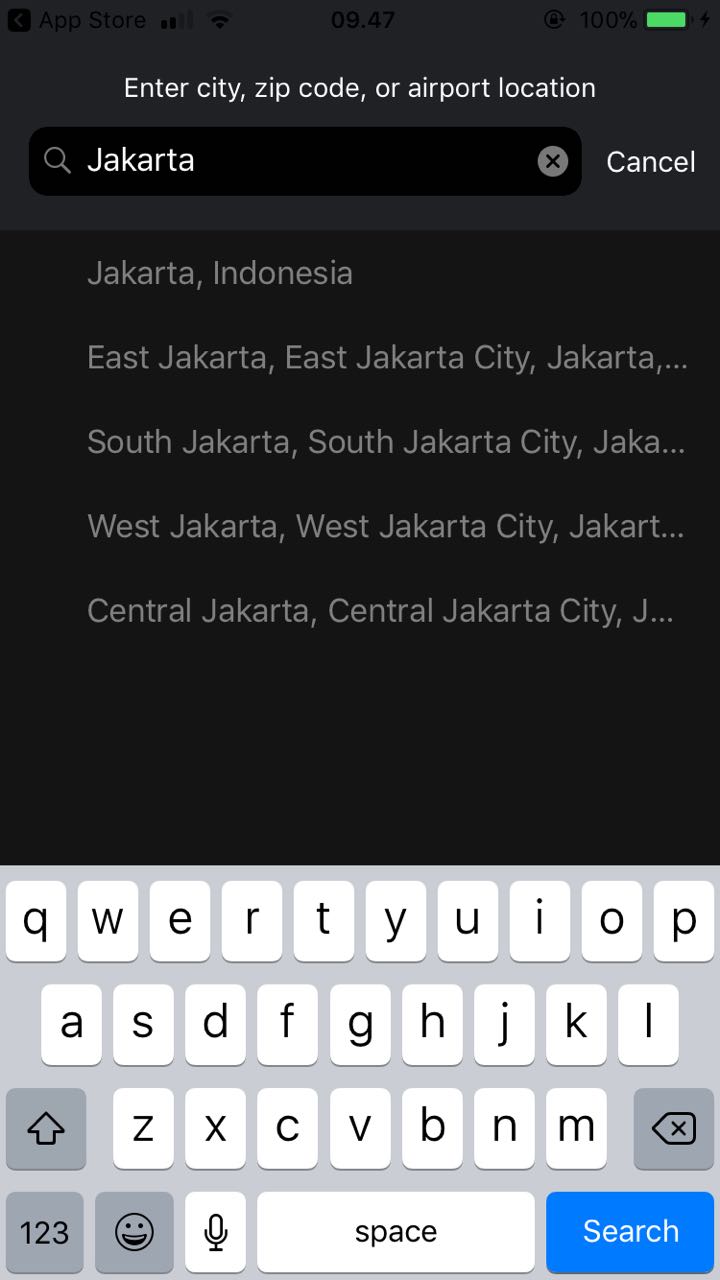 App Store 09.47 100%
Enter city, zip code, or airport location
Jakarta Cancel
Jakarta, Indonesia
East Jakarta, East Jakarta City, Jakarta,...
South Jakarta, South Jakarta City, Jaka...
West Jakarta, West Jakarta City, Jakart...
Central Jakarta, Central Jakarta City, J...
q w e r t y u i o p
a s d f g h j k l
z x c v b n m
123 space Search